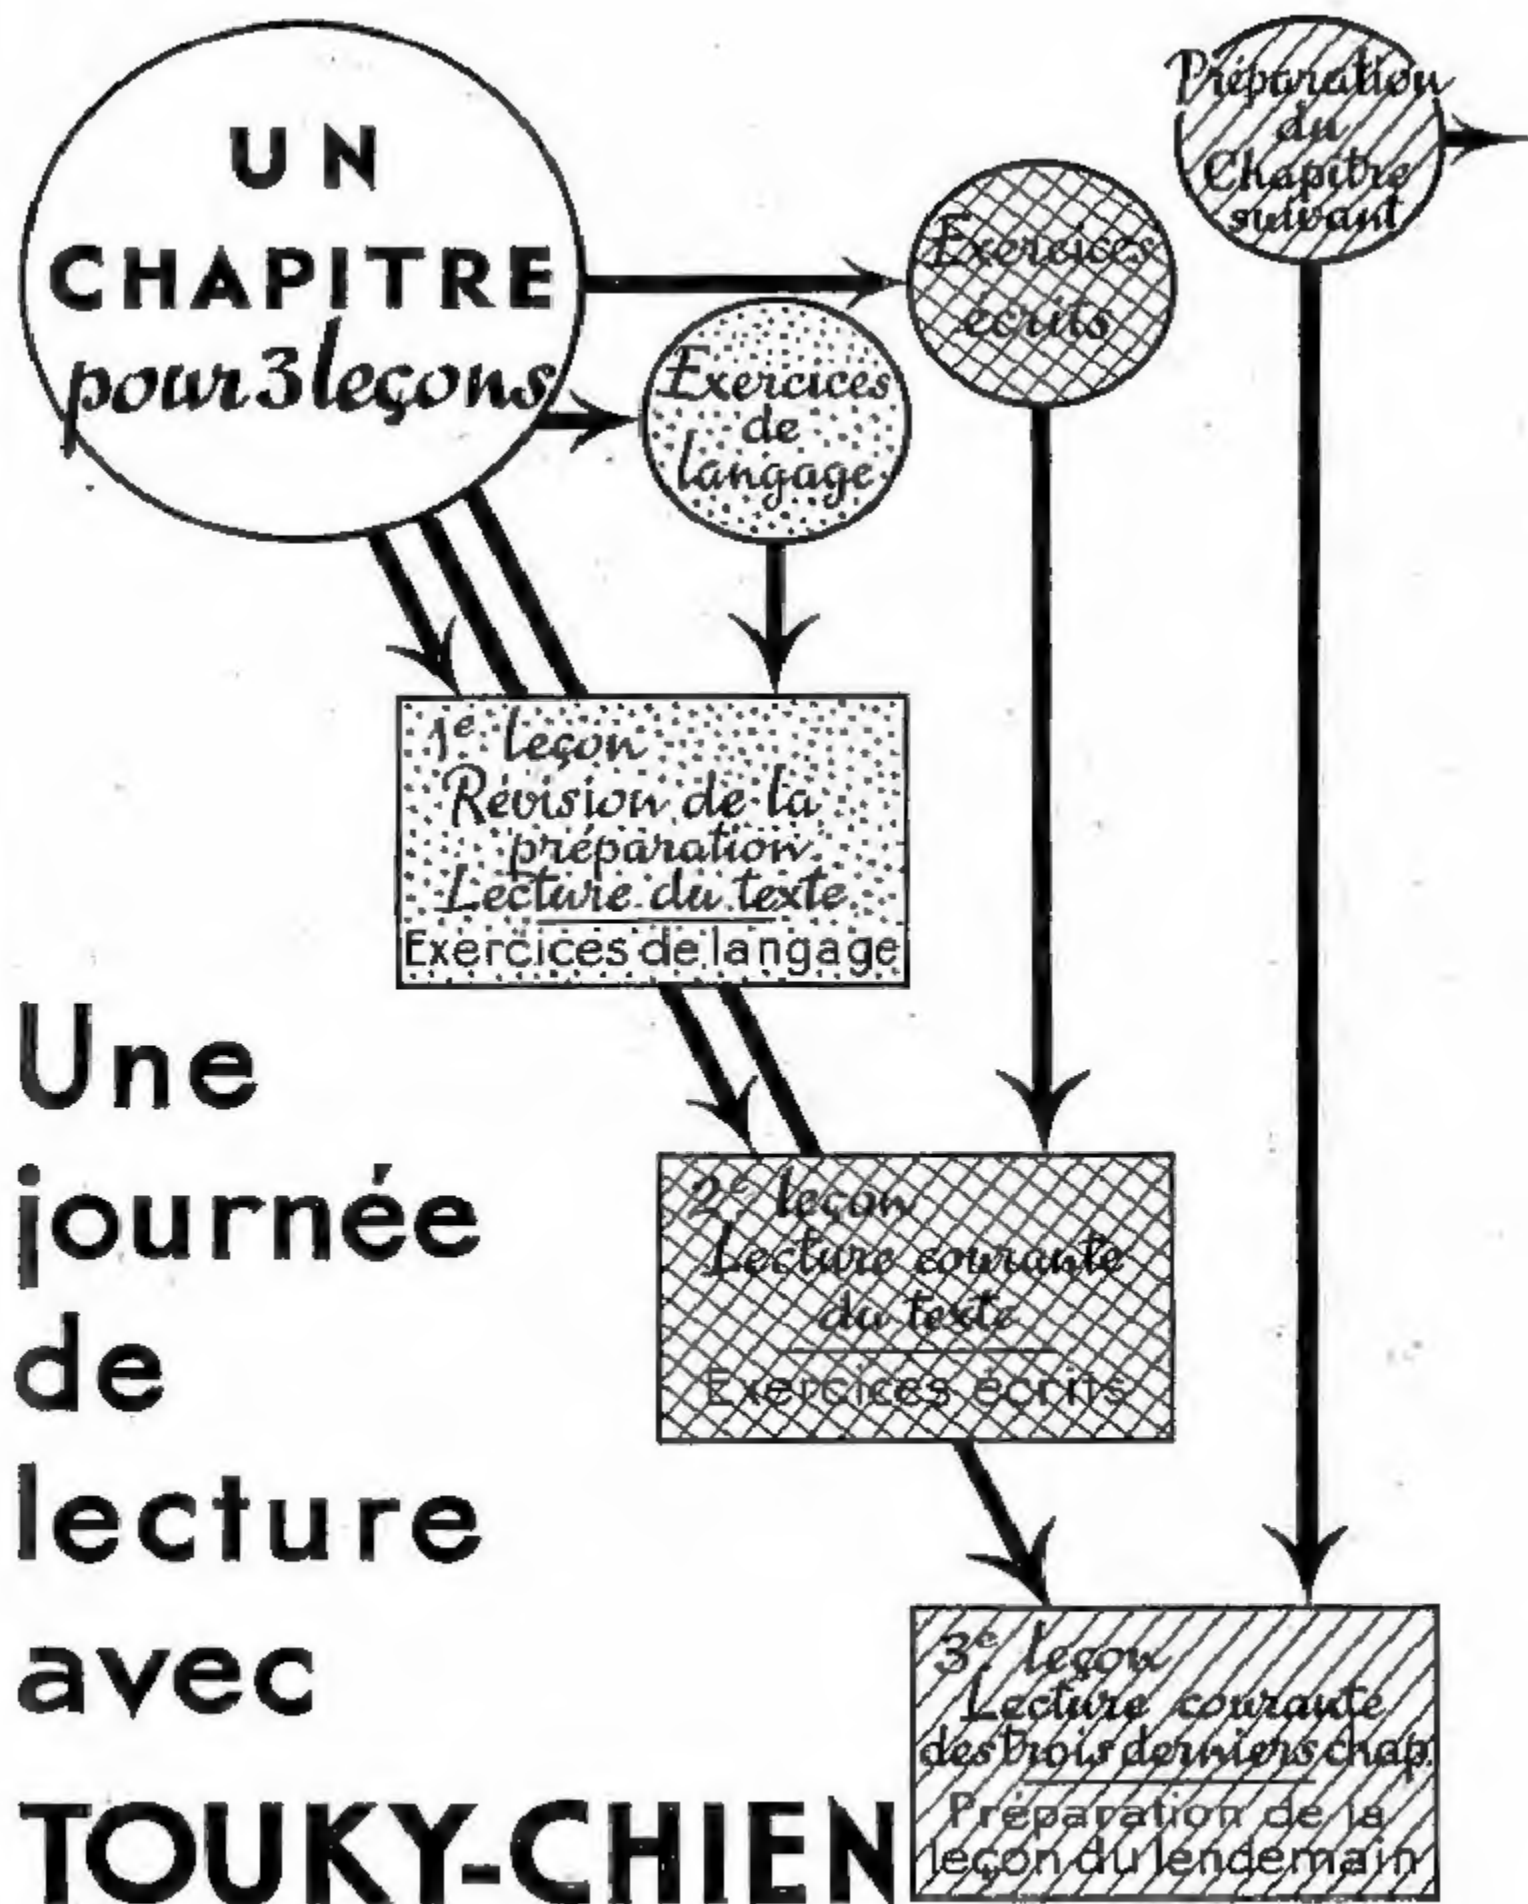 UN
CHAPITRE
pour 3 leçons
Exercices
de
langage
Exercices
écrits
Préparation
du
Chapitre
suivant
1e leçon
Révision de la
préparation
Lecture du texte
Exercices de langage
2e leçon
Lecture courante
du texte
Exercices écrits
3e leçon
Lecture courante
des trois derniers chap.
Préparation de la
leçon du lendemain
Une
journée
de
lecture
avec
TOUKY-CHIEN